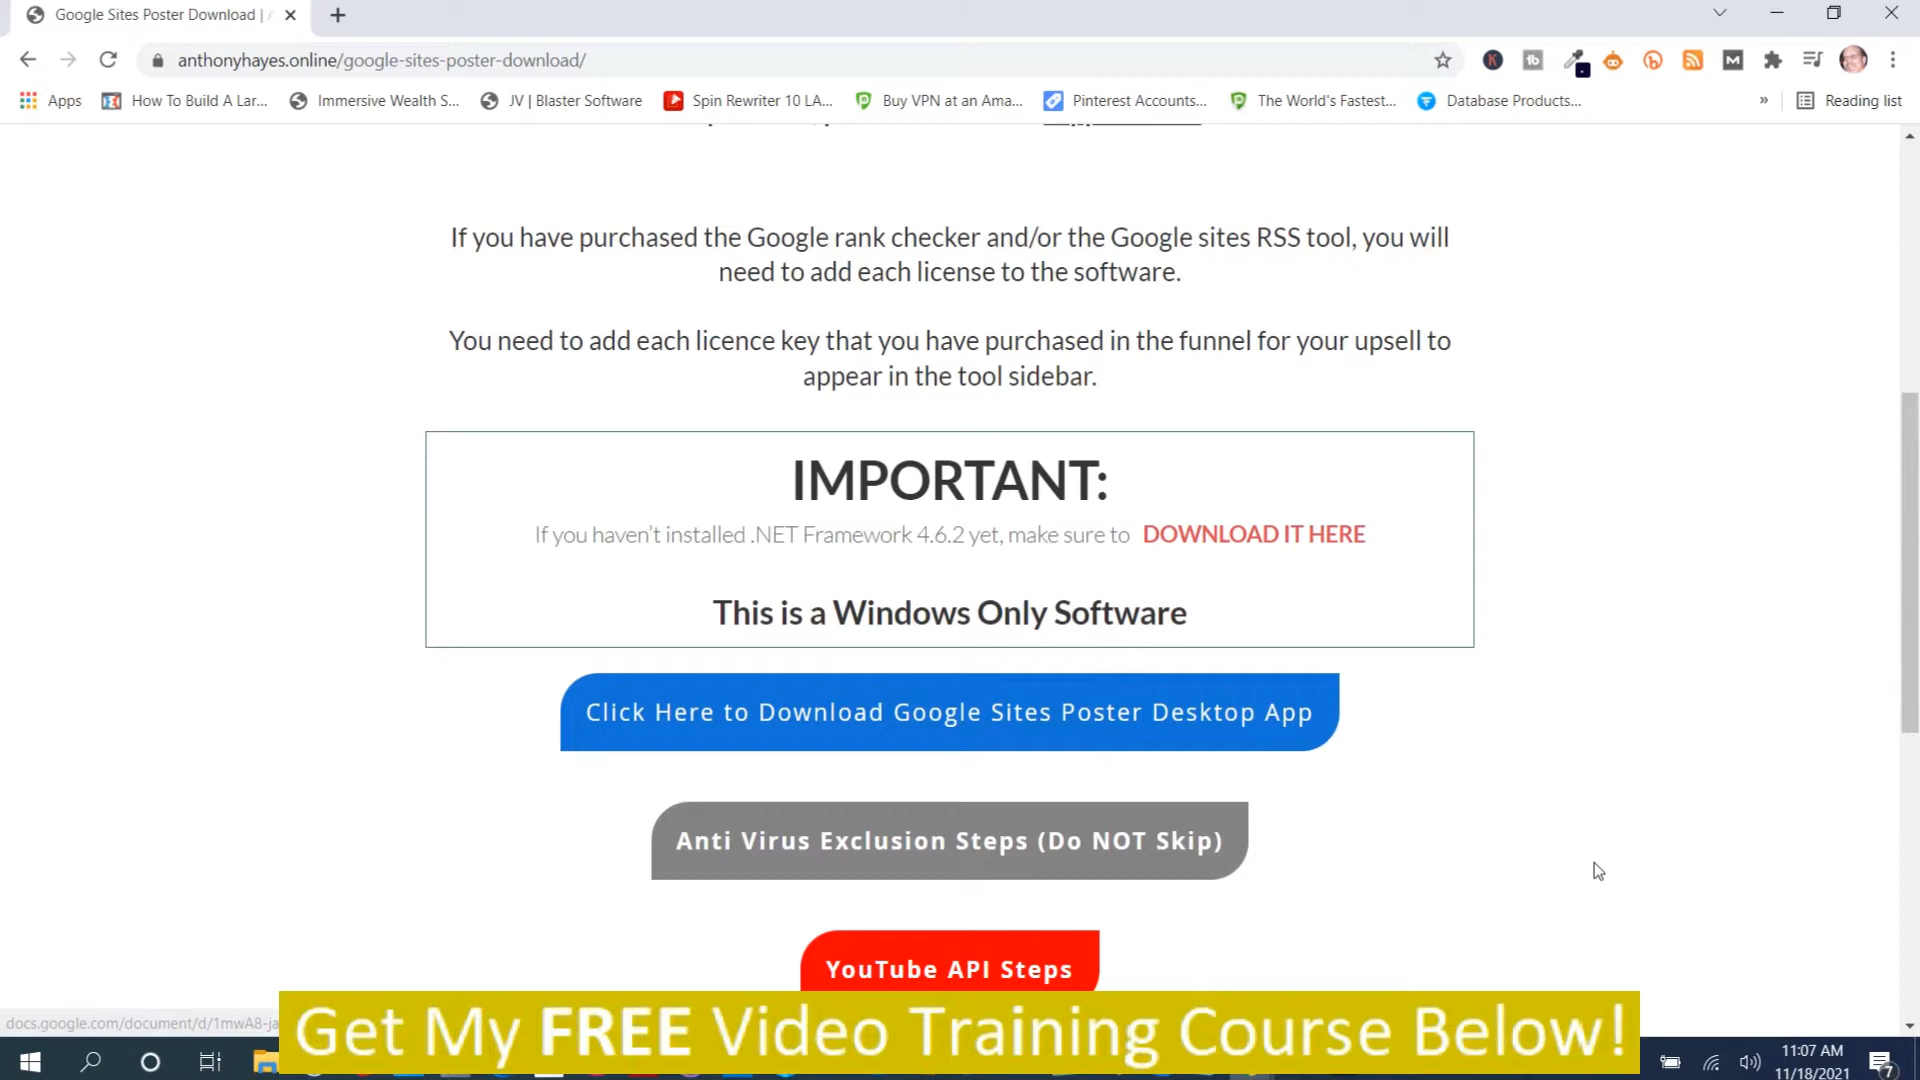 Google Sites Poster Download |
anthonyhayes.online/google-sites-poster-download/
Apps
How To Build A Lar...
Immersive Wealth S...
JV | Blaster Software
Spin Rewriter 10 LA...
Buy VPN at an Ama...
Pinterest Accounts...
The World's Fastest...
Database Products...
»
Reading list
If you have purchased the Google rank checker and/or the Google sites RSS tool, you will
need to add each license to the software.
You need to add each licence key that you have purchased in the funnel for your upsell to
appear in the tool sidebar.
IMPORTANT:
If you haven't installed .NET Framework 4.6.2 yet, make sure to DOWNLOAD IT HERE
This is a Windows Only Software
Click Here to Download Google Sites Poster Desktop App
Anti Virus Exclusion Steps (Do NOT Skip)
YouTube API Steps
docs.google.com/document/d/1mwA8-ja
Get My FREE Video Training Course Below!
11:07 AM
11/18/2021
7